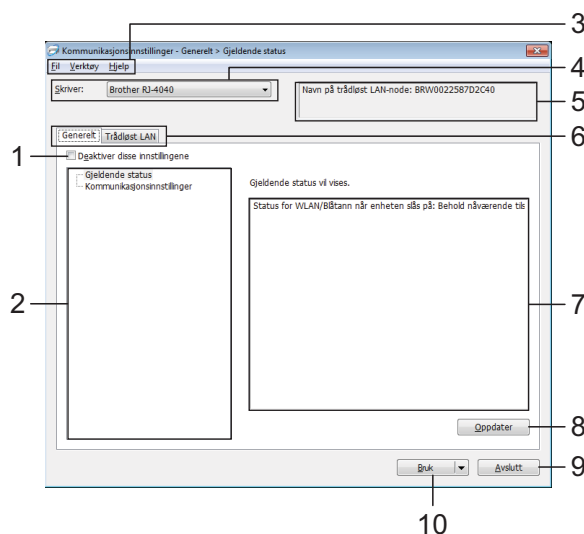 3
Kommunikasjonsinnstillinger - Generelt > Gjeldende status
Fil Verktøy Hjelp
4
Skriver: Brother RJ-4040
Navn på trådløst LAN-node: BRW0022587D2C40
5
6
Generelt Trådløst LAN
1
Deaktiver disse innstillingene
Gjeldende status
Kommunikasjonsinnstillinger
Gjeldende status vil vises.
Status for WLAN/Blåtann når enheten slås på: Behold nåværende tils
2
7
Oppdater
8
Bruk
Avslutt
9
10